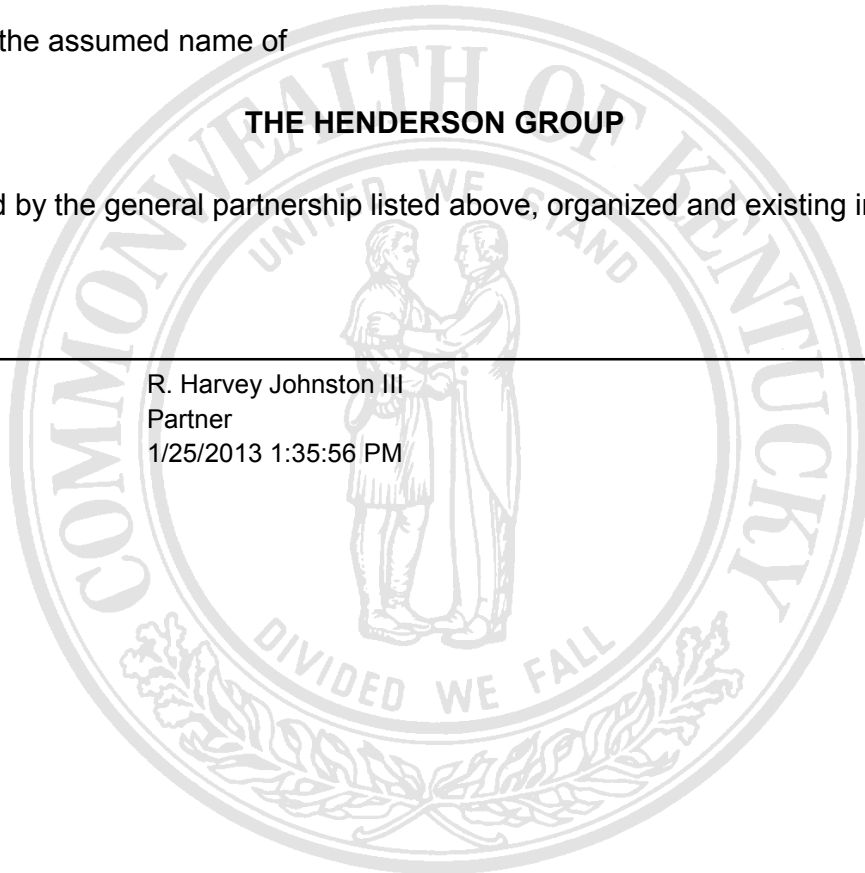 the assumed name of
THE HENDERSON GROUP
by the general partnership listed above, organized and existing
R. Harvey Johnston III
Partner
1/25/2013 1:35:56 PM
COMMONWEALTH OF KENTUCKY
UNITED WE STAND
DIVIDED WE FALL